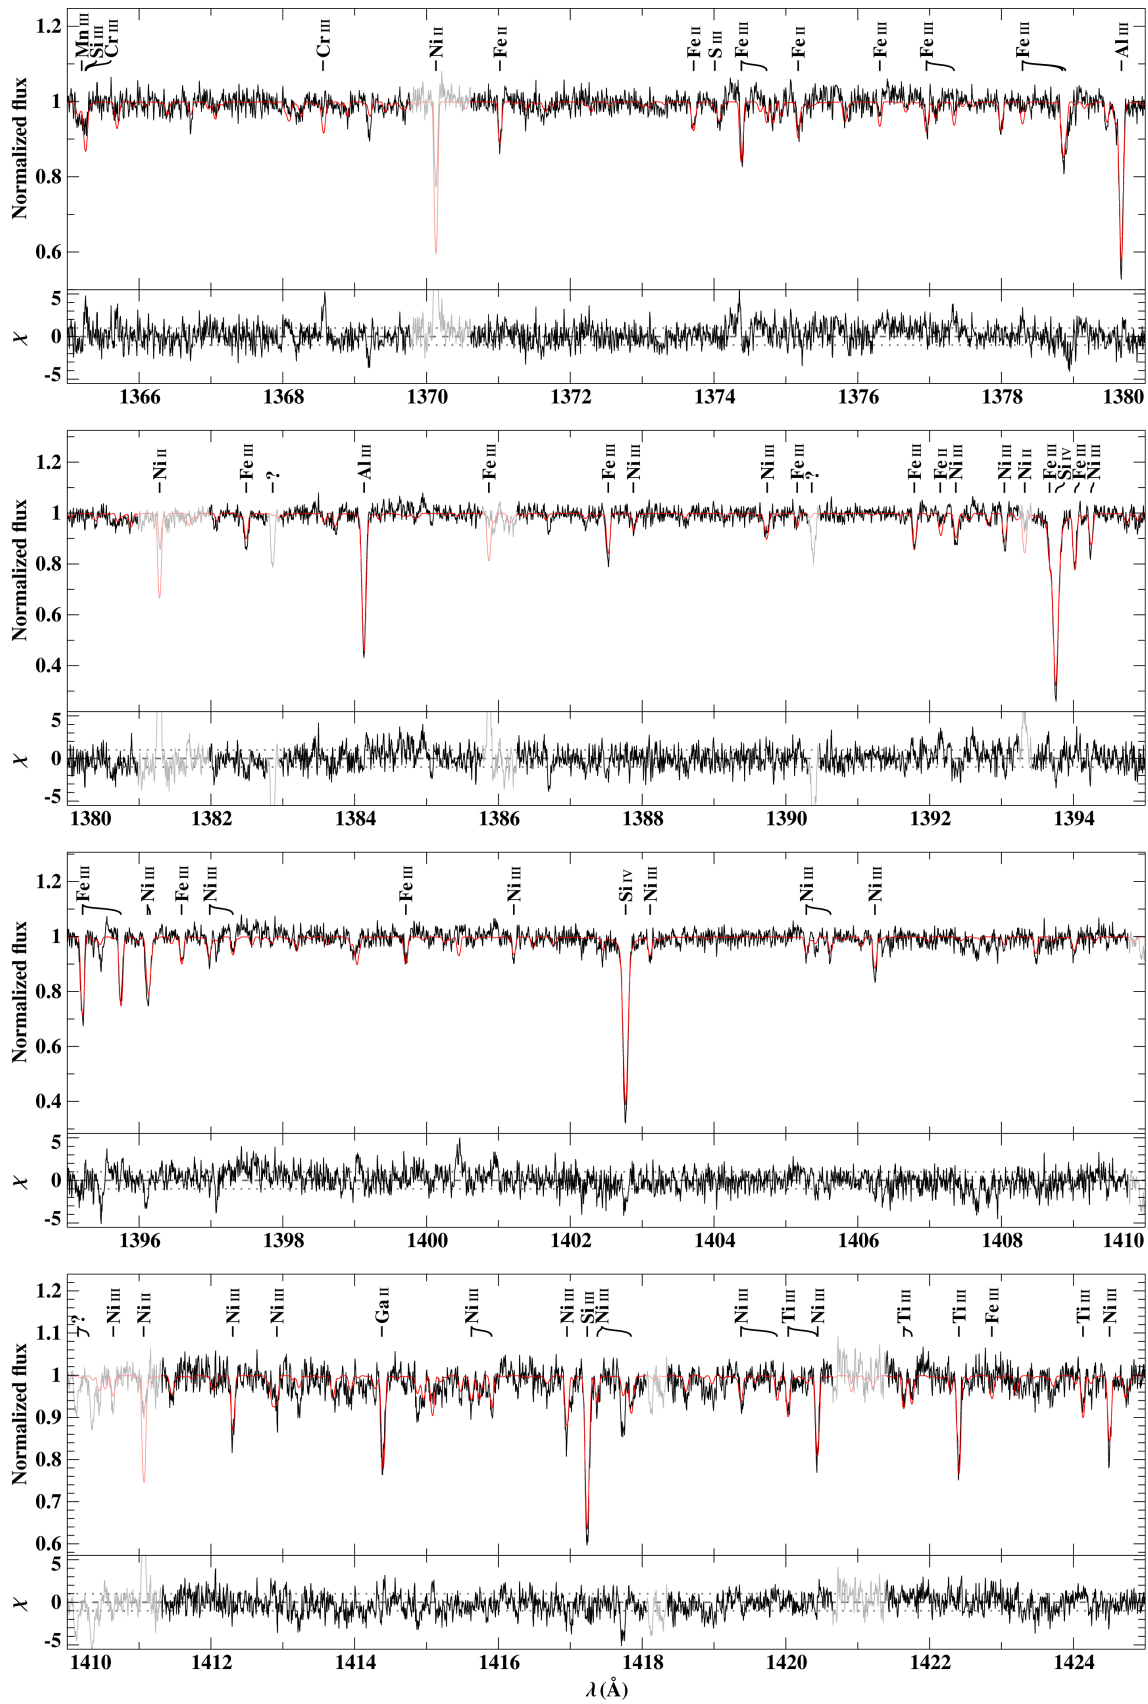 Mn III Si III Cr III Cr III Ni II Fe II Fe II S III Fe III Fe II Fe III Fe III Fe III Al III
1.2
1
0.8
0.6
Normalized flux
5
0
-5
χ
1366 1368 1370 1372 1374 1376 1378 1380
Ni II Fe III ? Al III Fe III Fe III Ni III Ni III Fe III ? Fe III Fe II Ni III Ni III Ni II Fe III Si IV Fe III Ni III
1.2
1
0.8
0.6
0.4
Normalized flux
5
0
-5
χ
1380 1382 1384 1386 1388 1390 1392 1394
Fe III Ni III Fe III Ni III Fe III Ni III Si IV Ni III Ni III Ni III
1.2
1
0.8
0.6
0.4
Normalized flux
5
0
-5
χ
1396 1398 1400 1402 1404 1406 1408 1410
? Ni III Ni II Ni III Ni III Ga II Ni III Ni III Si III Ni III Ni III Ti III Ni III Ti III Ti III Fe III Ti III Ni III
1.2
1.1
1
0.9
0.8
0.7
0.6
Normalized flux
5
0
-5
χ
1410 1412 1414 1416 1418 1420 1422 1424
λ (Å)